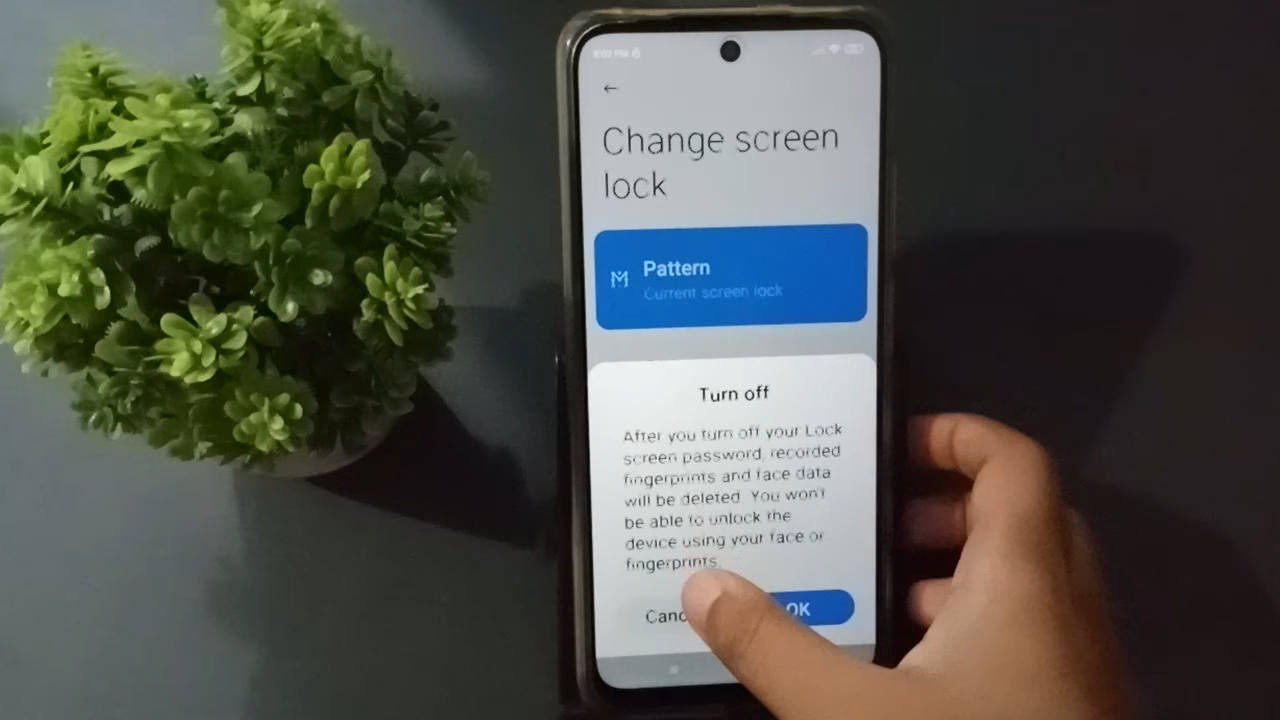 Change screen
lock
Pattern
Current screen lock
Turn off
After you turn off your Lock
screen password, recorded
fingerprints and face data
will be deleted. You won't
be able to unlock the
device using your face or
fingerprints.
OK